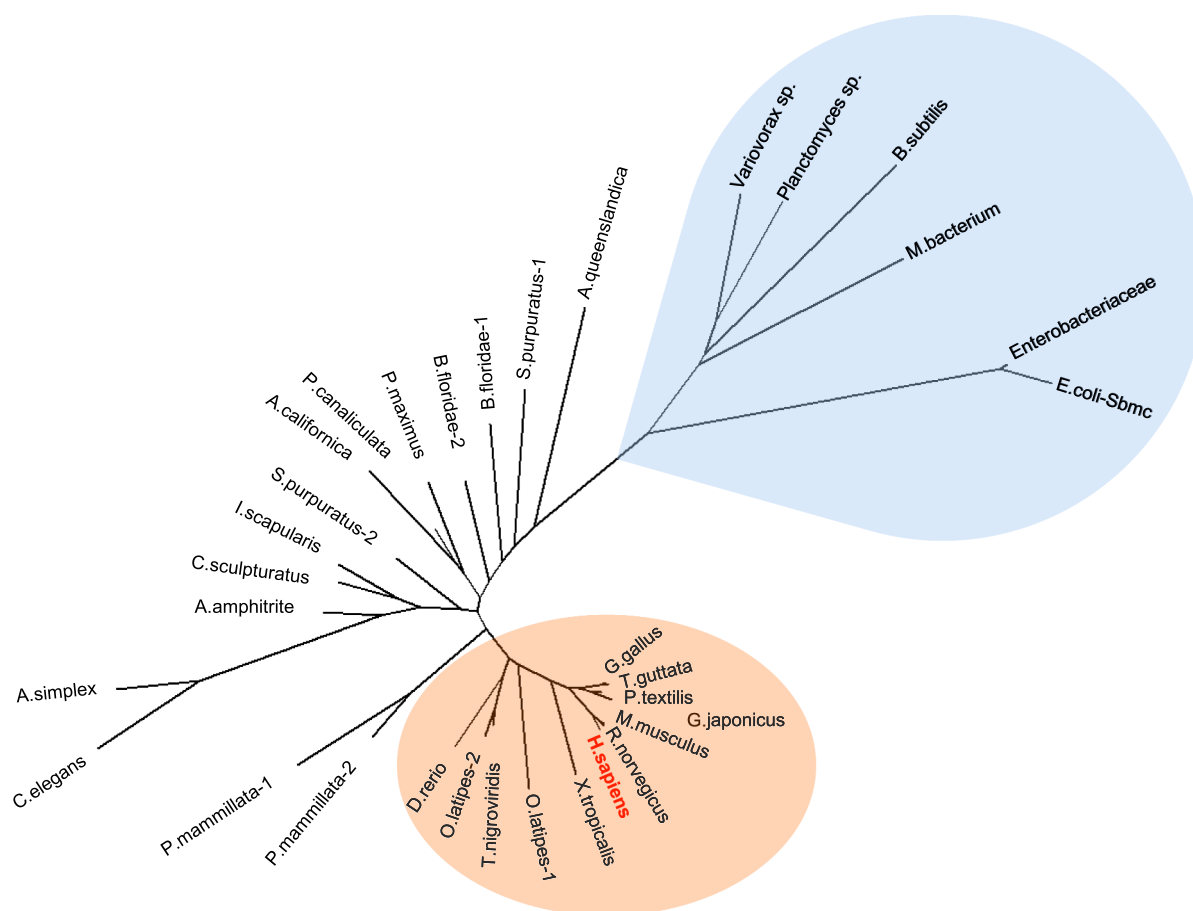 Variovorax sp.
Planctomyces sp.
B.subtilis
M.bacterium
Enterobacteriaceae
E.coli-Sbmc
A.queenslandica
S.purpuratus-1
B.floridae-1
B.floridae-2
P.maximus
P.canaliculata
A.californica
S.purpuratus-2
I.scapularis
C.sculpturatus
A.amphitrite
A.simplex
C.elegans
P.mammillata-1
P.mammillata-2
D.rerio
O.latipes-2
T.nigroviridis
O.latipes-1
X.tropicalis
H.sapiens
R.norvegicus
M.musculus
G.japonicus
P.textilis
T.guttata
G.gallus